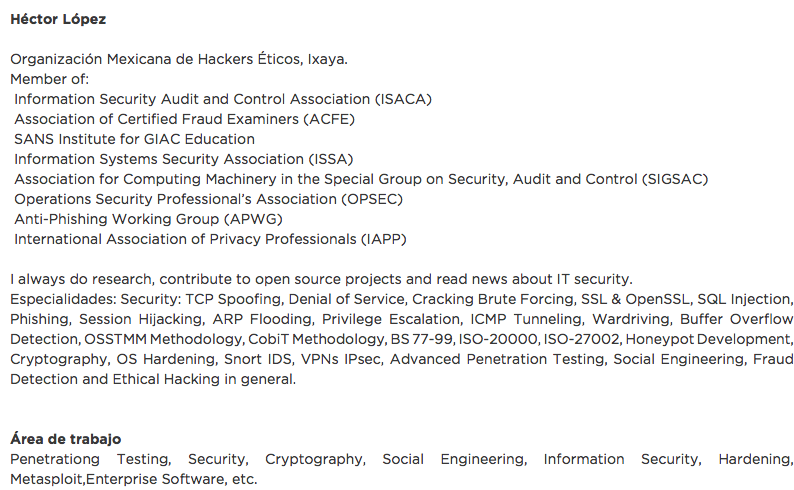 Héctor López
Organización Mexicana de Hackers Éticos, Ixaya.
Member of:
Information Security Audit and Control Association (ISACA)
Association of Certified Fraud Examiners (ACFE)
SANS Institute for GIAC Education
Information Systems Security Association (ISSA)
Association for Computing Machinery in the Special Group on Security, Audit and Control (SIGSAC)
Operations Security Professional's Association (OPSEC)
Anti-Phishing Working Group (APWG)
International Association of Privacy Professionals (IAPP)
I always do research, contribute to open source projects and read news about IT security.
Especialidades: Security: TCP Spoofing, Denial of Service, Cracking Brute Forcing, SSL & OpenSSL, SQL Injection,
Phishing, Session Hijacking, ARP Flooding, Privilege Escalation, ICMP Tunneling, Wardriving, Buffer Overflow
Detection, OSSTMM Methodology, CobiT Methodology, BS 77-99, ISO-20000, ISO-27002, Honeypot Development,
Cryptography, OS Hardening, Snort IDS, VPNs IPsec, Advanced Penetration Testing, Social Engineering, Fraud
Detection and Ethical Hacking in general.
Área de trabajo
Penetrationg Testing, Security, Cryptography, Social Engineering, Information Security, Hardening,
Metasploit,Enterprise Software, etc.